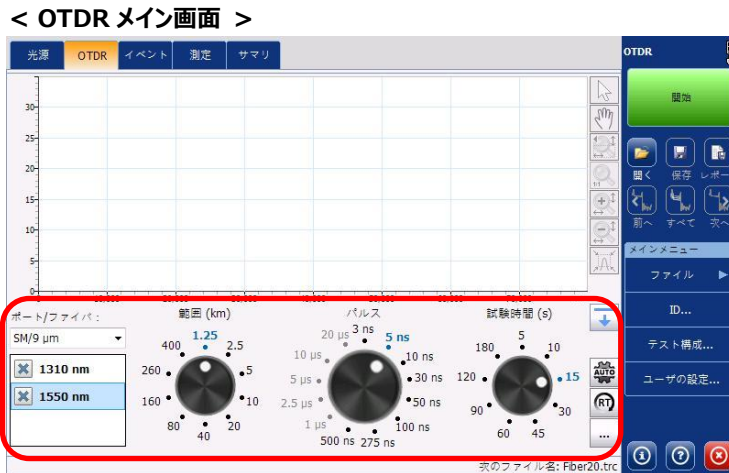 < OTDR メイン画面 >
光源 OTDR イベント 測定 サマリ
OTDR
開始
30
25
20
15
10
5
0
1:1
開く 保存 レポー
前へ すべて 次へ
メインメニュー
ファイル
ID...
テスト構成...
ユーザの設定...
ポート/ファイバ:
SM/9 µm
1310 nm
1550 nm
範囲 (km)
1.25
400 2.5
260 5
160 10
80 20
40
パルス
3 ns
20 µs 5 ns
10 µs 10 ns
5 µs 30 ns
2.5 µs 50 ns
1 µs 100 ns
500 ns 275 ns
試験時間 (s)
5
180 10
120 15
90 30
60 45
AUTO
RT
...
次のファイル名: Fiber20.trc